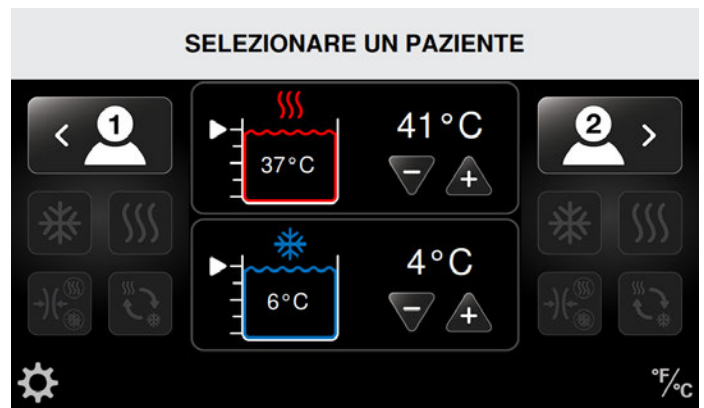 SELEZIONARE UN PAZIENTE
1
41°C
2
37°C
4°C
6°C
°F/°C